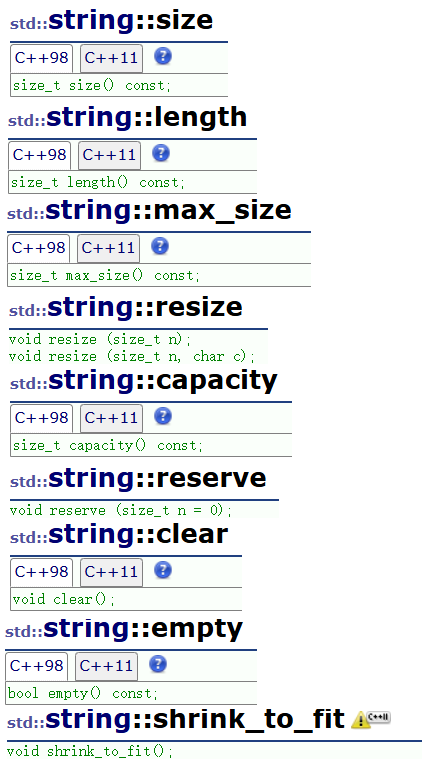 std::string::size
C++98 C++11 ?
size_t size() const;
std::string::length
C++98 C++11 ?
size_t length() const;
std::string::max_size
C++98 C++11 ?
size_t max_size() const;
std::string::resize
void resize (size_t n);
void resize (size_t n, char c);
std::string::capacity
C++98 C++11 ?
size_t capacity() const;
std::string::reserve
void reserve (size_t n = 0);
std::string::clear
C++98 C++11 ?
void clear();
std::string::empty
C++98 C++11 ?
bool empty() const;
std::string::shrink_to_fit ! C++11
void shrink_to_fit();